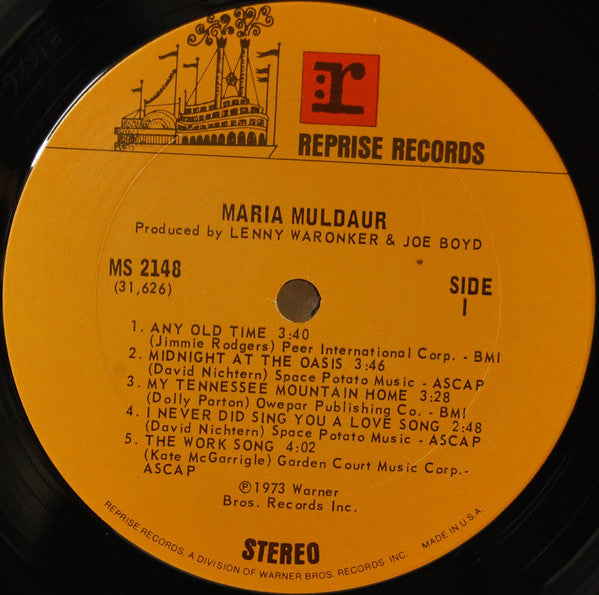 r
REPRISE RECORDS
MARIA MULDAUR
Produced by LENNY WARONKER & JOE BOYD
MS 2148
(31,626)
SIDE
1
1. ANY OLD TIME 3:40
(Jimmie Rodgers) Peer International Corp. - BMI
2. MIDNIGHT AT THE OASIS 3:46
(David Nichtern) Space Potato Music - ASCAP
3. MY TENNESSEE MOUNTAIN HOME 3:28
(Dolly Parton) Owepar Publishing Co. - BMI
4. I NEVER DID SING YOU A LOVE SONG 2:48
(David Nichtern) Space Potato Music - ASCAP
5. THE WORK SONG 4:02
(Kate McGarrigle) Garden Court Music Corp.-
ASCAP
℗1973 Warner
Bros. Records Inc.
STEREO
REPRISE RECORDS, A DIVISION OF WARNER BROS. RECORDS INC. MADE IN U.S.A.